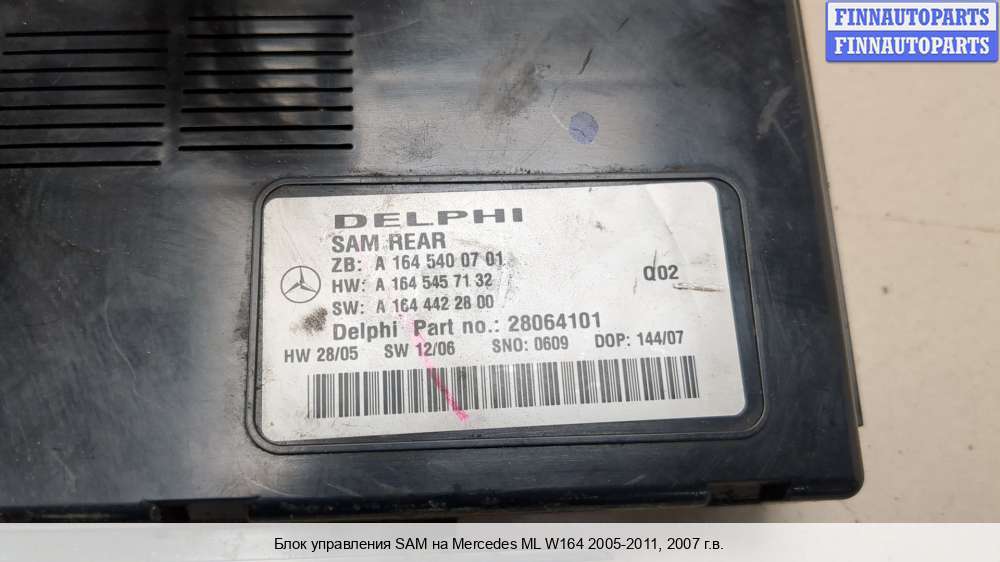 FINNAUTOPARTS
FINNAUTOPARTS
DELPHI
SAM REAR
ZB: A 164 540 07 01
HW: A 164 545 71 32
SW: A 164 442 28 00
Q02
Delphi Part no.: 28064101
HW 28/05 SW 12/06 SNO: 0609 DOP: 144/07
Блок управления SAM на Mercedes ML W164 2005-2011, 2007 г.в.